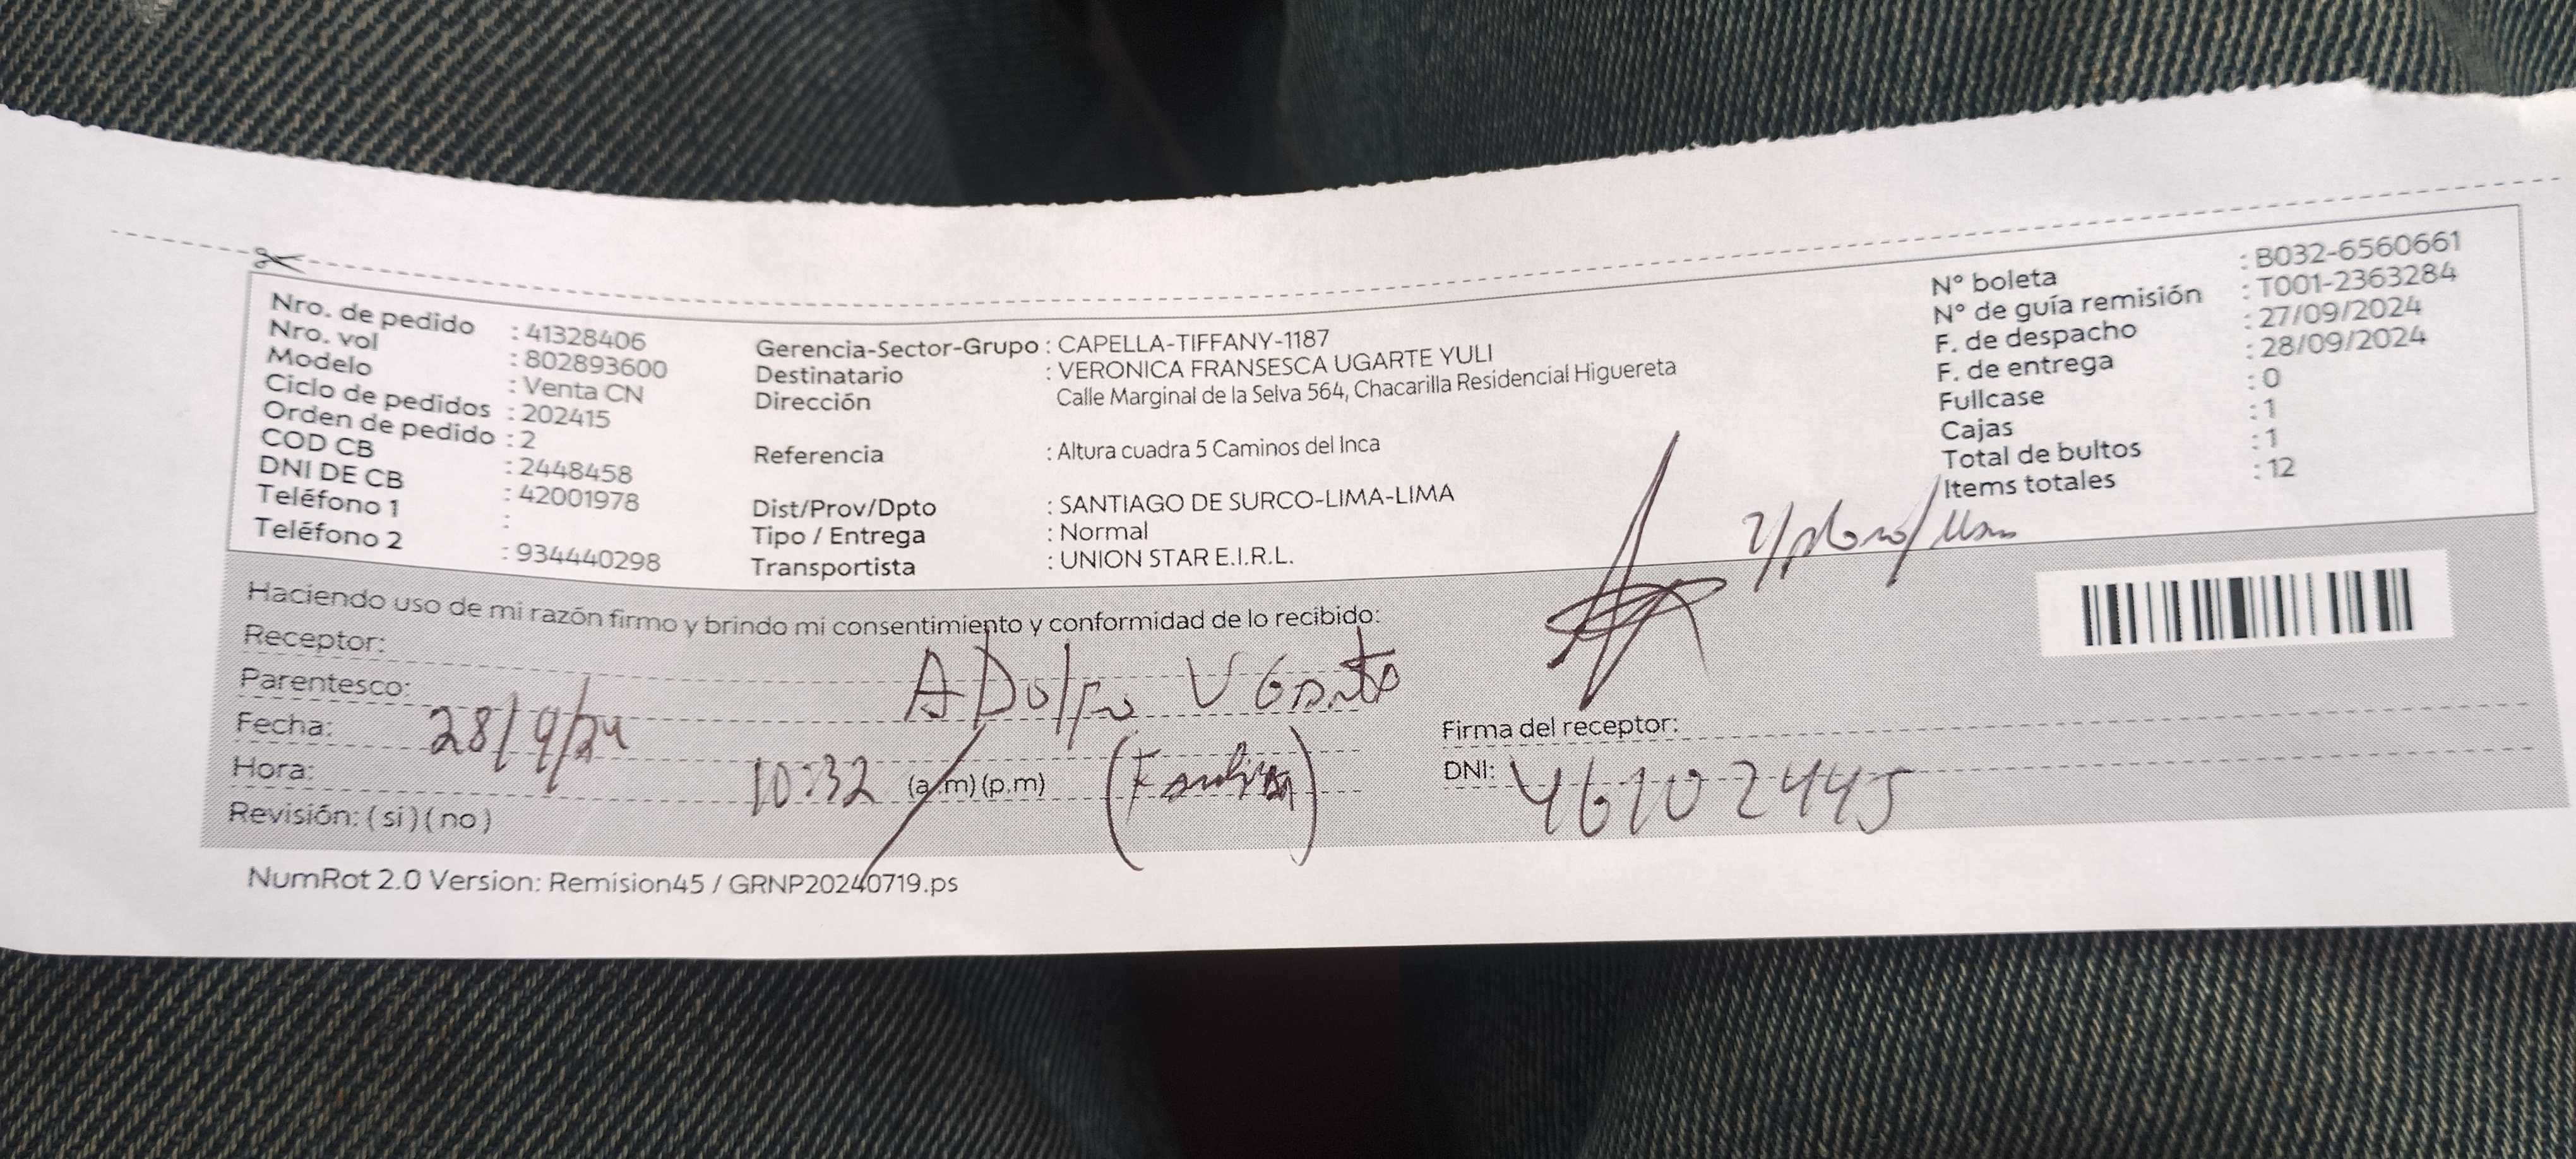 Nro. de pedido : 41328406
Nro. vol : 802893600
Modelo : Venta CN
Ciclo de pedidos : 202415
Orden de pedido : 2
COD CB : 2448458
DNI DE CB : 42001978
Teléfono 1 :
Teléfono 2 : 934440298
Gerencia-Sector-Grupo : CAPELLA-TIFFANY-1187
Destinatario : VERONICA FRANSESCA UGARTE YULI
Dirección Calle Marginal de la Selva 564, Chacarilla Residencial Higuereta
Referencia : Altura cuadra 5 Caminos del Inca
Dist/Prov/Dpto : SANTIAGO DE SURCO-LIMA-LIMA
Tipo / Entrega : Normal
Transportista : UNION STAR E.I.R.L.
N° boleta : B032-6560661
N° de guía remisión : T001-2363284
F. de despacho : 27/09/2024
F. de entrega : 28/09/2024
Fullcase : 0
Cajas : 1
Total de bultos : 1
Items totales : 12
Haciendo uso de mi razón firmo y brindo mi consentimiento y conformidad de lo recibido:
Receptor: ADolfo UGarte
Parentesco:
Fecha: 28/9/24
Hora: 10:32 (a.m) (p.m)
Revisión: ( si ) ( no )
Firma del receptor:
DNI: 46102445
NumRot 2.0 Version: Remision45 / GRNP20240719.ps